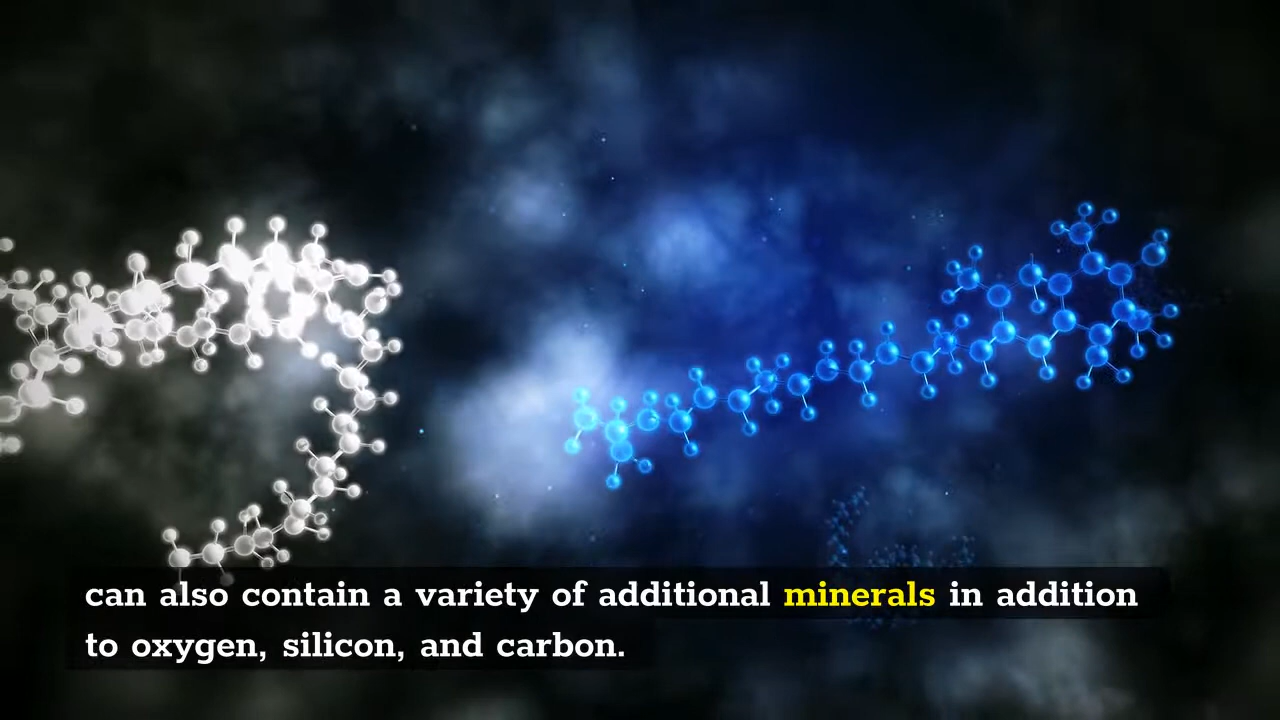 can also contain a variety of additional minerals in addition
to oxygen, silicon, and carbon.